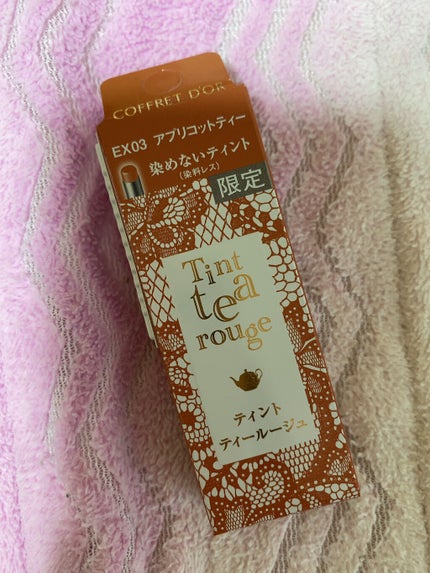 COFFRET D'OR
EX03 アプリコットティー
染めないティント
(染料レス)
限定
Tint
tea
rouge
ティント
ティールージュ